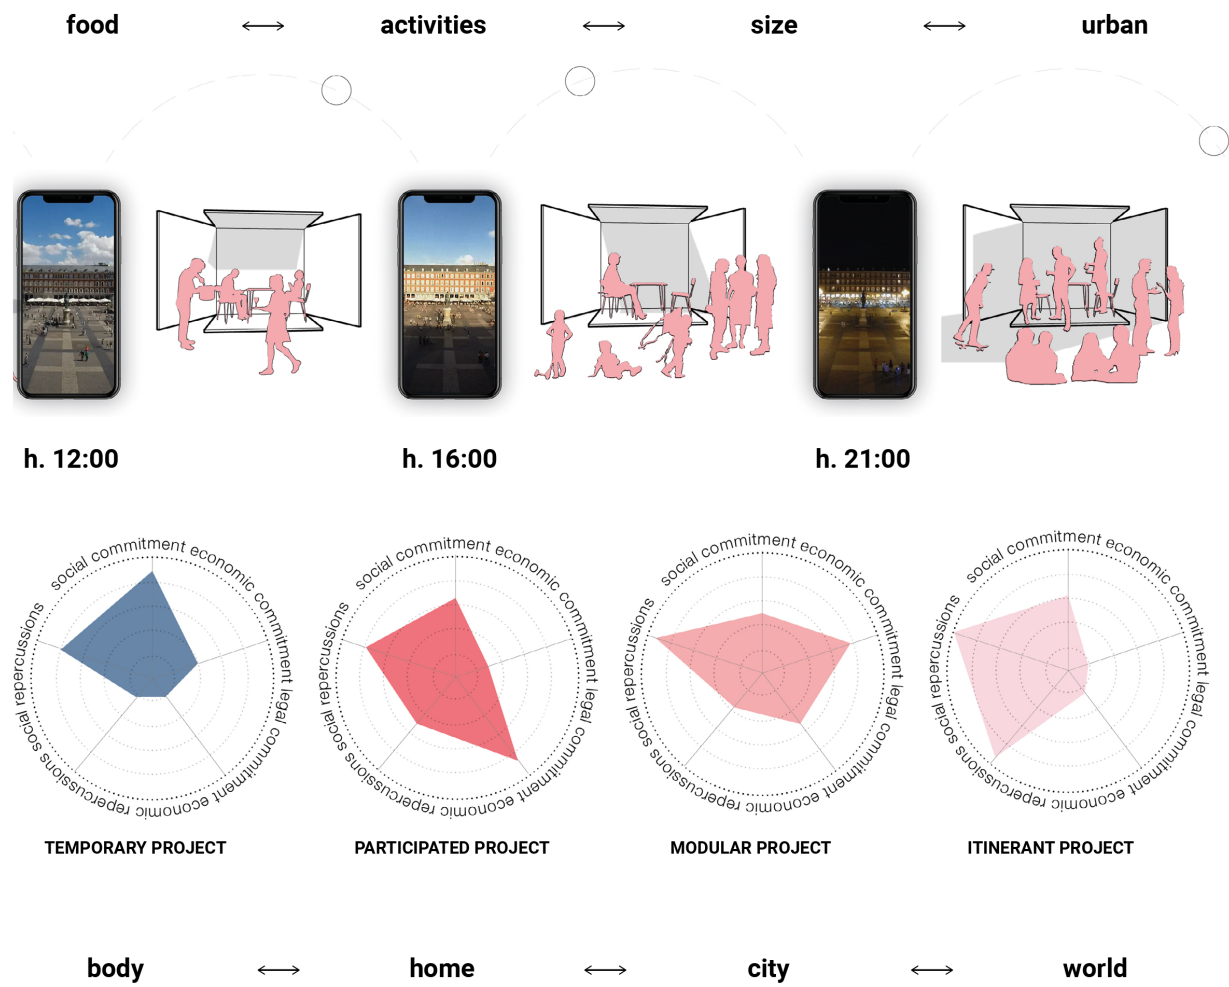 food
activities
size
urban
h. 12:00
h. 16:00
h. 21:00
social commitment economic commitment legal commitment economic repercussions social repercussions
social commitment economic commitment legal commitment economic repercussions social repercussions
social commitment economic commitment legal commitment economic repercussions social repercussions
social commitment economic commitment legal commitment economic repercussions social repercussions
TEMPORARY PROJECT
PARTICIPATED PROJECT
MODULAR PROJECT
ITINERANT PROJECT
body
home
city
world